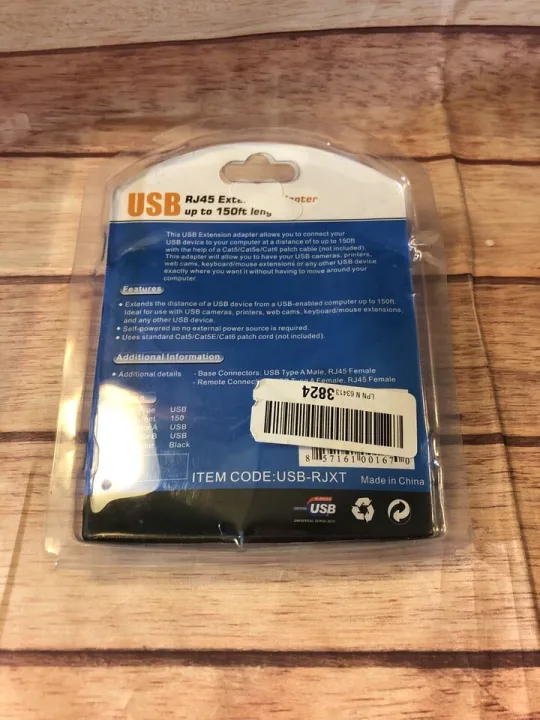 USB RJ45
up to 150ft
This USB Extension adapter allows you to connect your
USB device to your computer at a distance of to up to 150ft
with the help of a Cat5/Cat5e/Cat6 patch cable (not included).
This adapter will allow you to have your USB cameras, printers,
web cams, keyboard/mouse extensions or any other USB device
exactly where you want it without having to move around your
computer.
Features
• Extends the distance of a USB device from a USB-enabled computer up to 150ft.
Ideal for use with USB cameras, printers, web cams, keyboard/mouse extensions,
and any other USB device.
• Self-powered so no external power source is required.
• Uses standard Cat5/Cat5E/Cat6 patch cord (not included)
Additional Information
• Additional details - Base Connectors: USB Type A Male, RJ45 Female
- Remote A Female, RJ45 Female
LPN N 63413
3824
USB
150
A USB
B USB
Black
8 57161 00167 0
ITEM CODE:USB-RJXT Made in China
USB